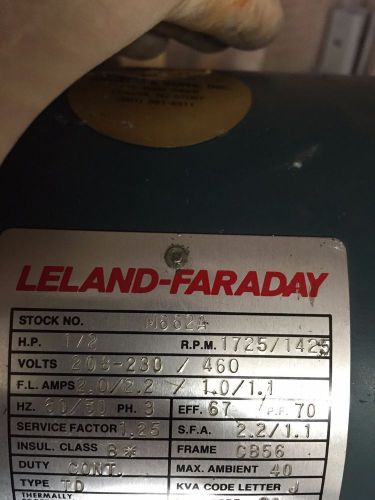 LELAND-FARADAY
STOCK NO. M662A
H.P. 1/2 R.P.M. 1725/1425
VOLTS 208-230 / 460
F.L. AMPS 2.0/2.2 / 1.0/1.1
HZ. 60/50 PH. 3 EFF. 67 / P.F. 70
SERVICE FACTOR 1.25 S.F.A. 2.2/1.1
INSUL. CLASS B* FRAME CB56
DUTY CONT. MAX. AMBIENT 40
TYPE TD KVA CODE LETTER J
THERMALLY